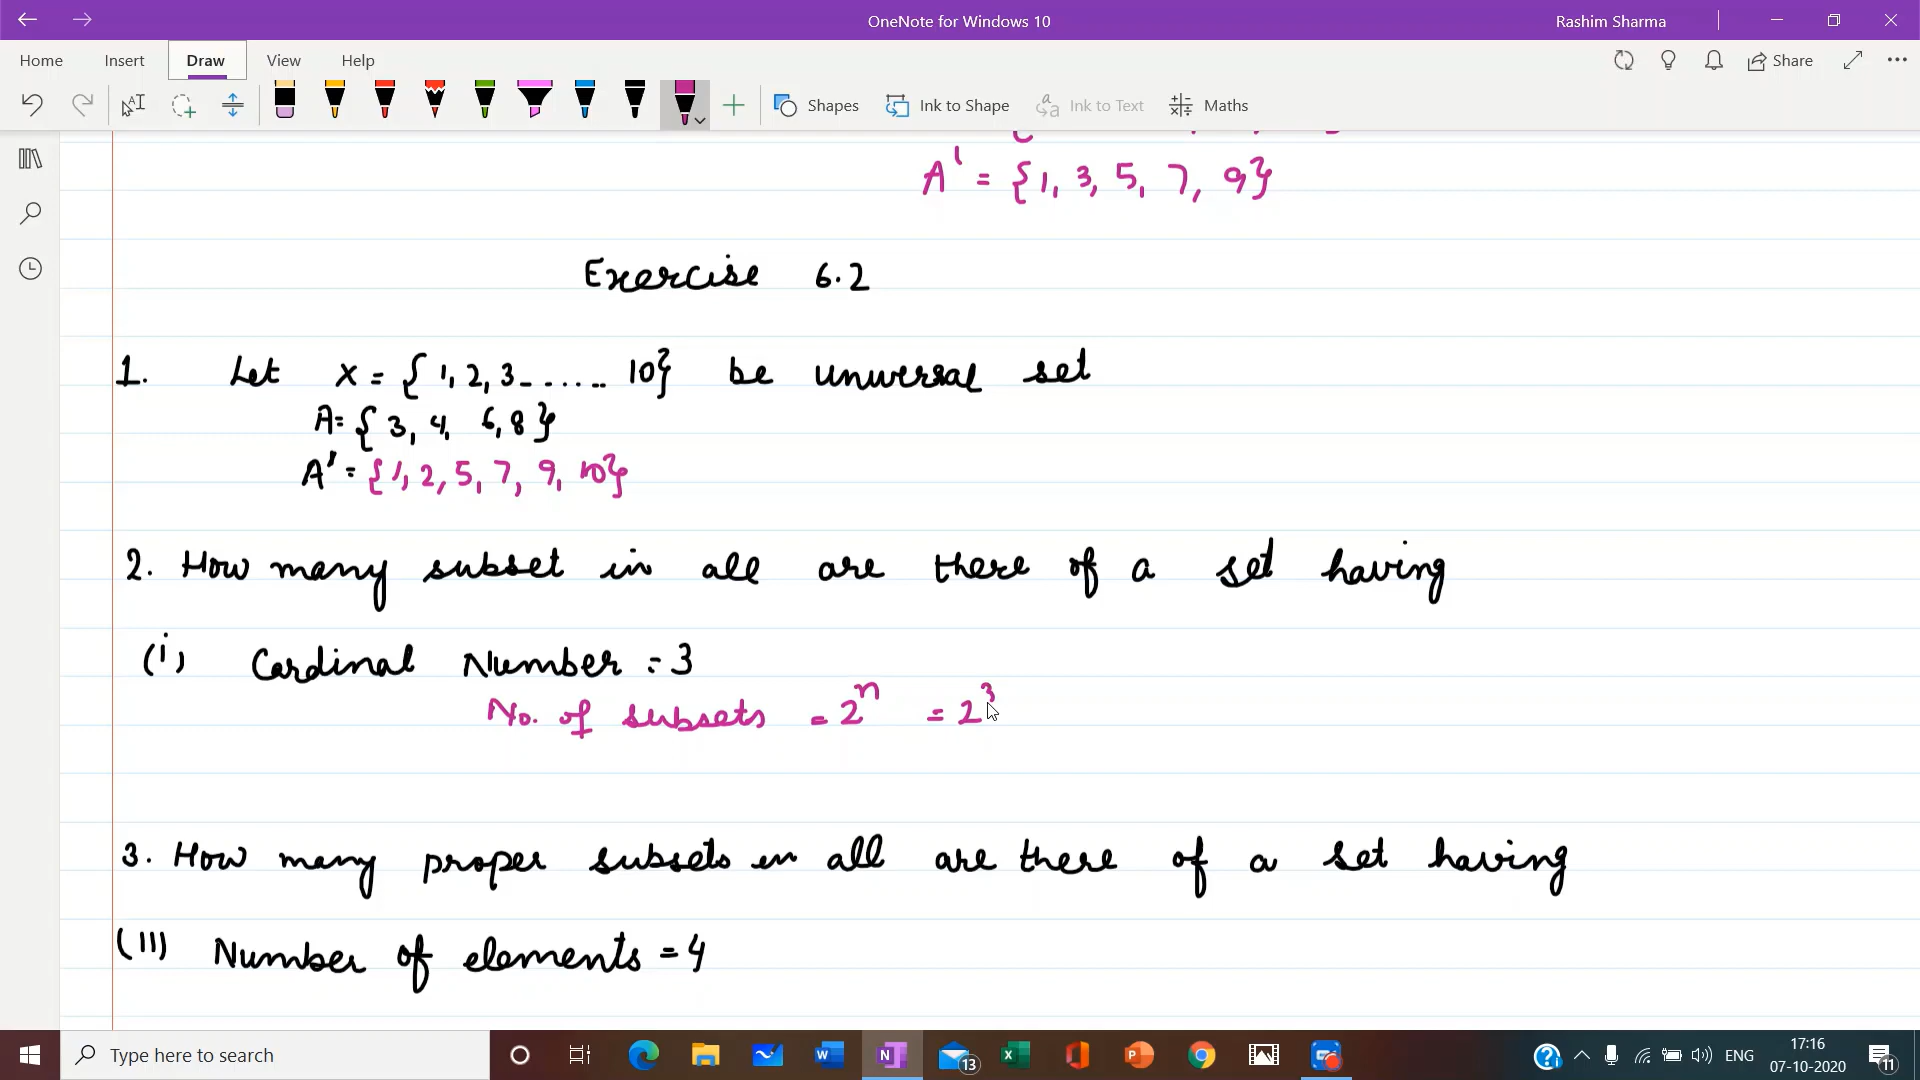 OneNote for Windows 10
Rashim Sharma
Home Insert Draw View Help
Share
Shapes Ink to Shape Ink to Text Maths
A' = {1, 3, 5, 7, 9}
Exercise 6.2
1. Let X = {1, 2, 3 - ..... 10} be universal set
A = {3, 4, 6, 8}
A' = {1, 2, 5, 7, 9, 10}
2. How many subset in all are there of a set having
(i) Cardinal Number = 3
No. of subsets = 2^n = 2^3
3. How many proper subsets in all are there of a set having
(III) Number of elements = 4
Type here to search
13
ENG
17:16
07-10-2020
11